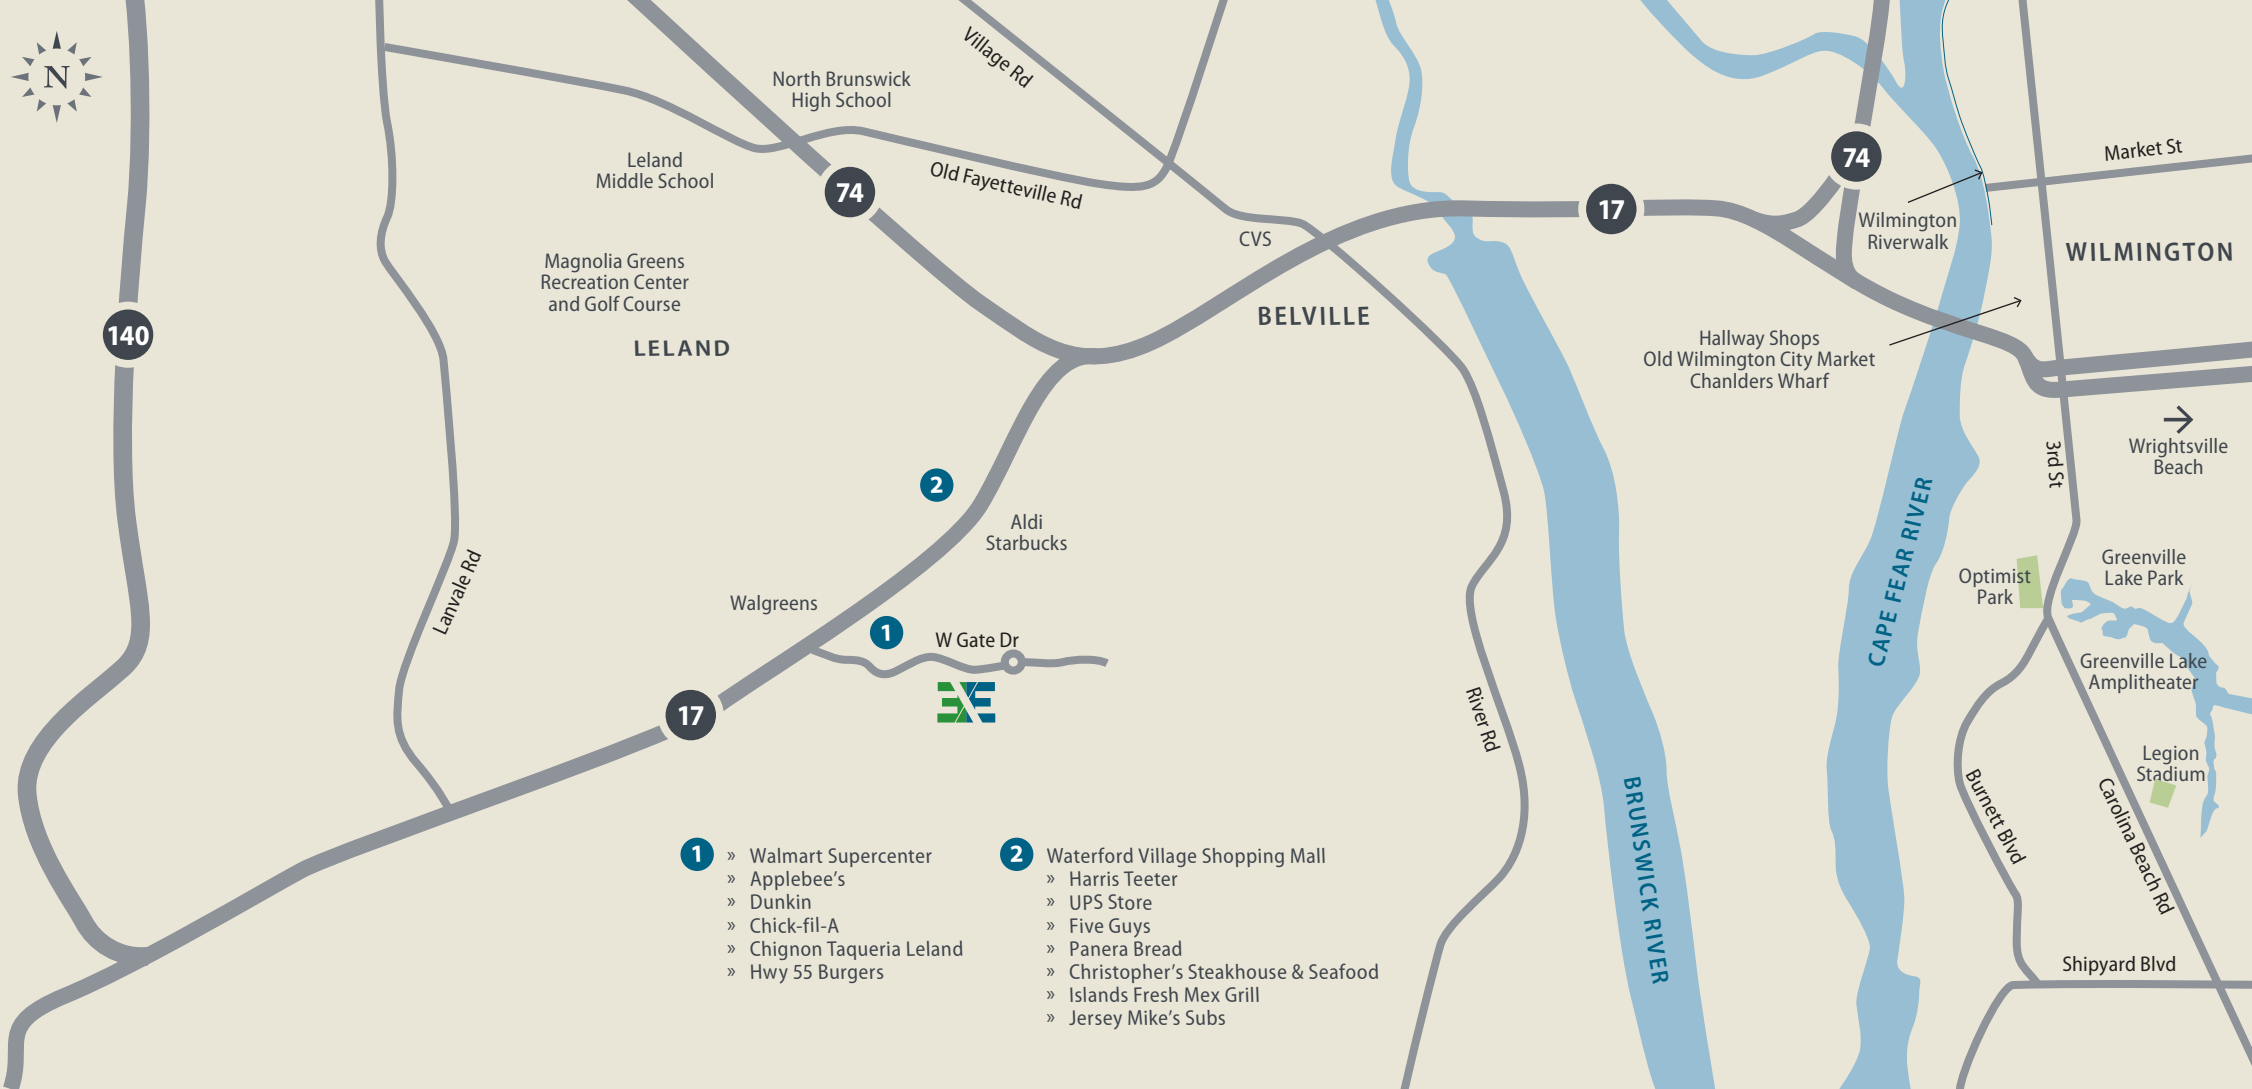 N
North Brunswick
High School
Village Rd
Leland
Middle School
74
Old Fayetteville Rd
17
74
Market St
Wilmington
Riverwalk
WILMINGTON
CVS
Magnolia Greens
Recreation Center
and Golf Course
BELVILLE
140
LELAND
Hallway Shops
Old Wilmington City Market
Chanlders Wharf
Wrightsville
Beach
3rd St
2
Aldi
Starbucks
CAPE FEAR RIVER
Lanvale Rd
Optimist
Park
Greenville
Lake Park
Walgreens
1
W Gate Dr
Greenville Lake
Amplitheater
17
River Rd
Legion
Stadium
BRUNSWICK RIVER
Burnett Blvd
Carolina Beach Rd
Shipyard Blvd
1
» Walmart Supercenter
» Applebee's
» Dunkin
» Chick-fil-A
» Chignon Taqueria Leland
» Hwy 55 Burgers
2 Waterford Village Shopping Mall
» Harris Teeter
» UPS Store
» Five Guys
» Panera Bread
» Christopher's Steakhouse & Seafood
» Islands Fresh Mex Grill
» Jersey Mike's Subs